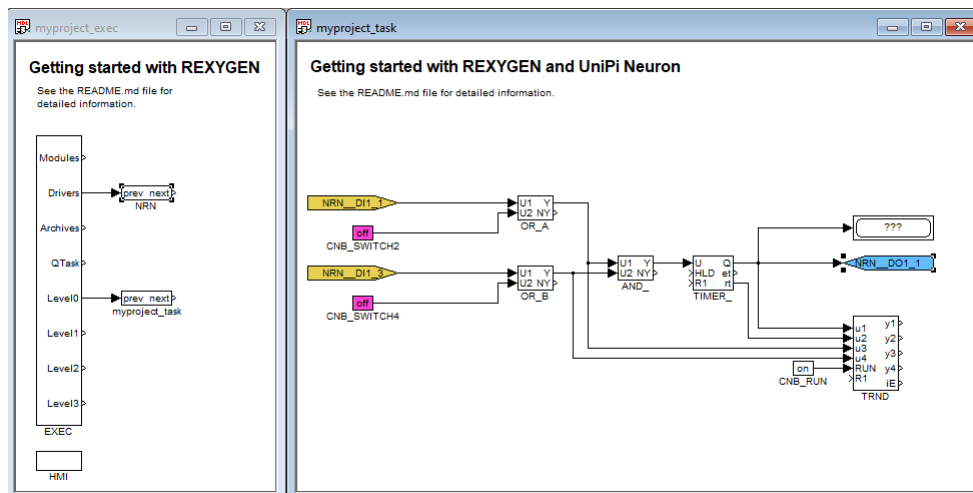 myproject_exec
Getting started with REXYGEN
See the README.md file for
detailed information.
Modules
Drivers
prev next
NRN
Archives
QTask
Level0
prev next
myproject_task
Level1
Level2
Level3
EXEC
HMI
myproject_task
Getting started with REXYGEN and UniPi Neuron
See the README.md file for detailed information.
NRN__DI1_1
U1 Y
U2 NY
OR_A
off
CNB_SWITCH2
NRN__DI1_3
U1 Y
U2 NY
OR_B
off
CNB_SWITCH4
U1 Y
U2 NY
AND_
U Q
HLD et
R1 rt
TIMER_
???
NRN__DO1_1
u1 y1
u2 y2
u3 y3
u4 y4
RUN
R1 iE
TRND
on
CNB_RUN